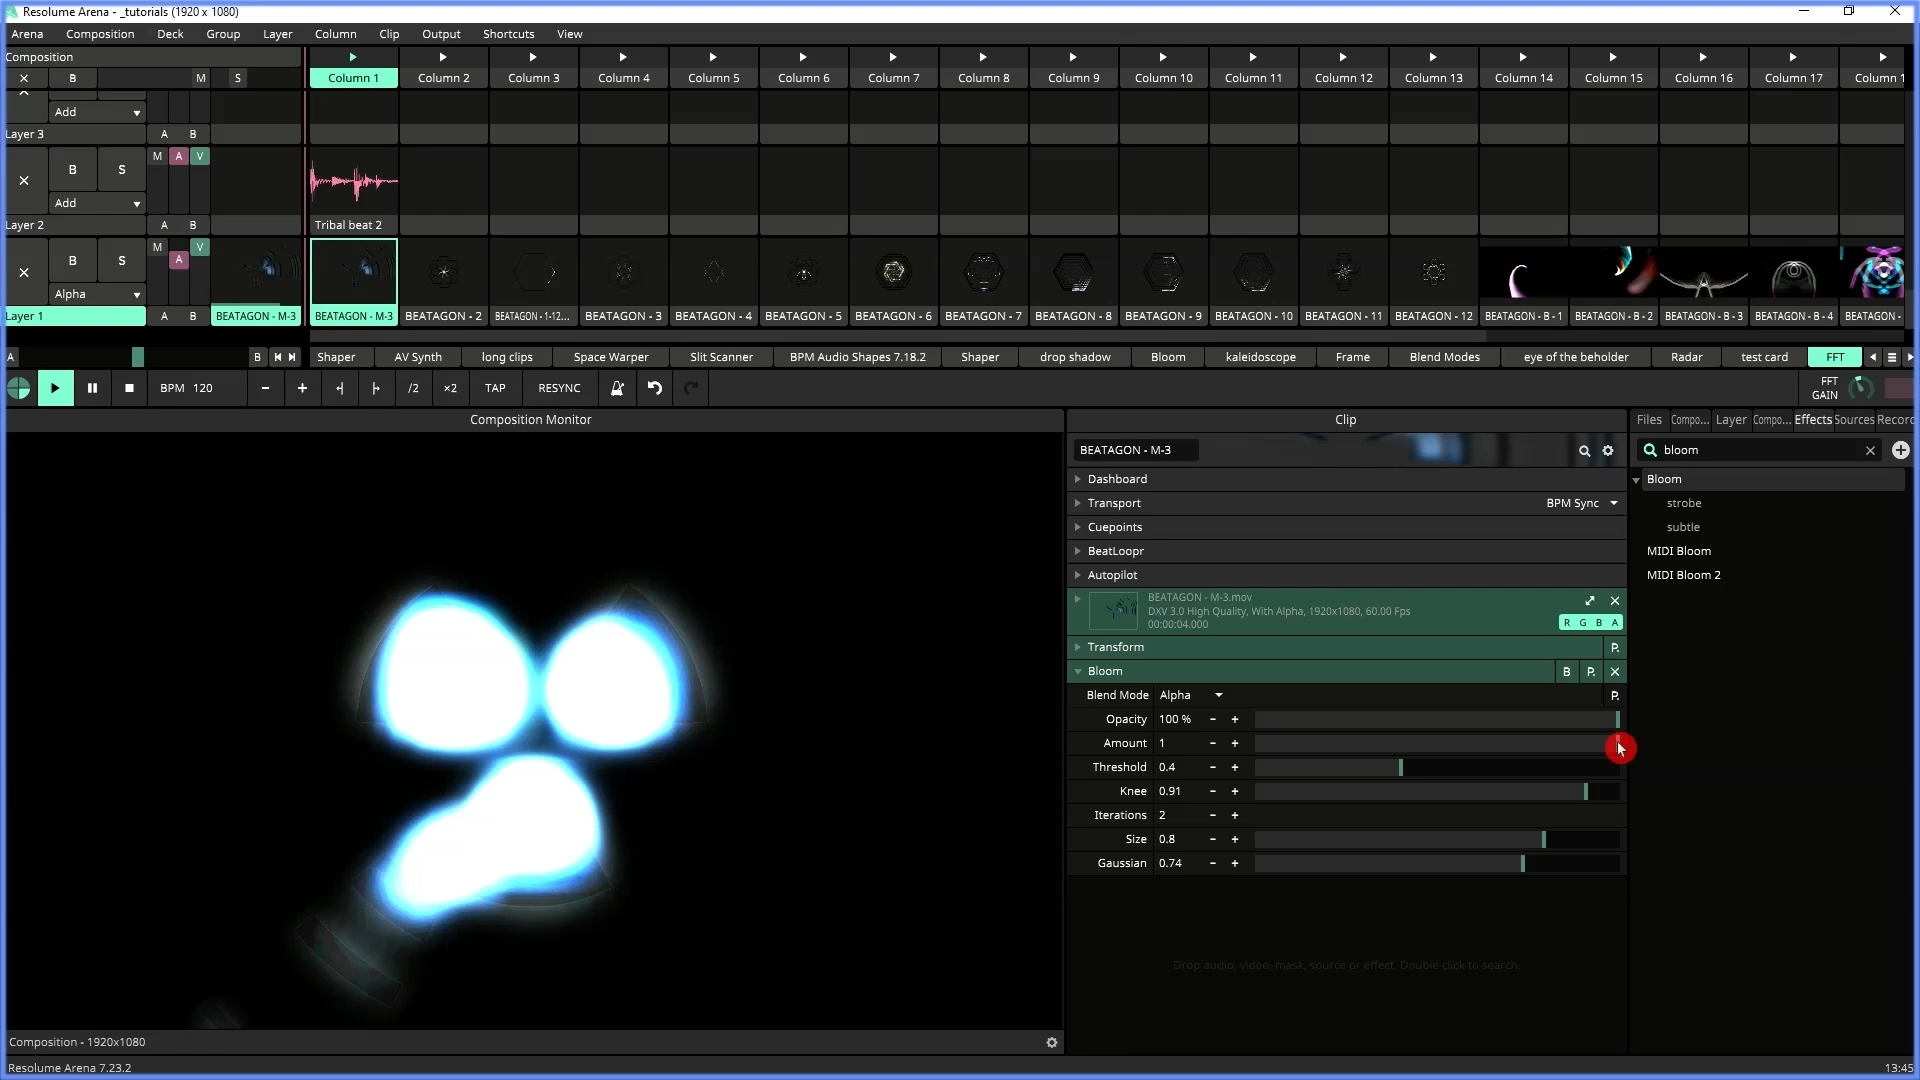 Resolume Arena - _tutorials (1920 x 1080)
Arena Composition Deck Group Layer Column Clip Output Shortcuts View
Composition
B M S
Column 1 Column 2 Column 3 Column 4 Column 5 Column 6 Column 7 Column 8 Column 9 Column 10 Column 11 Column 12 Column 13 Column 14 Column 15 Column 16 Column 17 Column 1
Add
Layer 3 A B
B S M A V
Add
Layer 2 A B Tribal beat 2
B S M A V
Alpha
Layer 1 A B BEATAGON - M-3 BEATAGON - M-3 BEATAGON - 2 BEATAGON - 1-12... BEATAGON - 3 BEATAGON - 4 BEATAGON - 5 BEATAGON - 6 BEATAGON - 7 BEATAGON - 8 BEATAGON - 9 BEATAGON - 10 BEATAGON - 11 BEATAGON - 12 BEATAGON - B - 1 BEATAGON - B - 2 BEATAGON - B - 3 BEATAGON - B - 4 BEATAGON -
A B Shaper AV Synth long clips Space Warper Slit Scanner BPM Audio Shapes 7.18.2 Shaper drop shadow Bloom kaleidoscope Frame Blend Modes eye of the beholder Radar test card FFT
BPM 120 - + /2 ×2 TAP RESYNC FFT GAIN
Composition Monitor
Clip
Files Compo... Layer Compo... Effects Sources Record
BEATAGON - M-3
bloom
Dashboard
Bloom
Transport BPM Sync
strobe
Cuepoints
subtle
BeatLoopr
MIDI Bloom
Autopilot
MIDI Bloom 2
BEATAGON - M-3.mov
DXV 3.0 High Quality, With Alpha, 1920x1080, 60.00 Fps
00:00:04.000
R G B A
Transform P.
Bloom B P.
Blend Mode Alpha P.
Opacity 100 % - +
Amount 1 - +
Threshold 0.4 - +
Knee 0.91 - +
Iterations 2 - +
Size 0.8 - +
Gaussian 0.74 - +
Drop audio, video, mask, source or effect. Double click to search.
Composition - 1920x1080
Resolume Arena 7.23.2
13:45